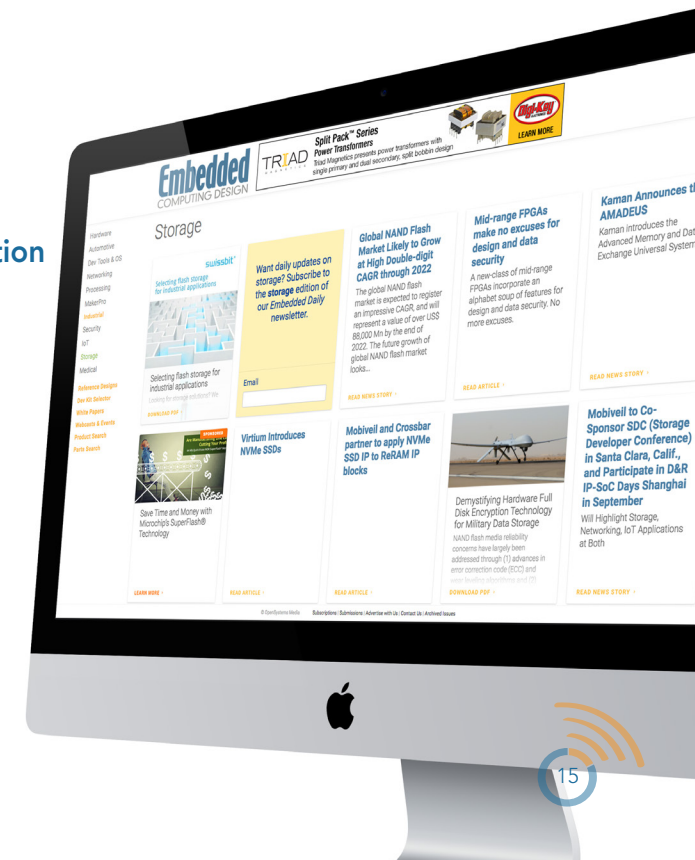 tion
Embedded
COMPUTING DESIGN
TRIAD
MAGNETICS
Split Pack™ Series
Power Transformers
Triad Magnetics presents power transformers with
single primary and dual secondary, split bobbin design
Digi-Key
ELECTRONICS
LEARN MORE
Hardware
Automotive
Dev Tools & OS
Networking
Processing
MakerPro
Industrial
Security
IoT
Storage
Medical
Reference Designs
Dev Kit Selector
White Papers
Webcasts & Events
Product Search
Parts Search
Storage
swissbit
Selecting flash storage
for industrial applications
Selecting flash storage for
industrial applications
Looking for storage solutions? We
DOWNLOAD PDF ›
Want daily updates on
storage? Subscribe to
the storage edition of
our Embedded Daily
newsletter.
Email
Global NAND Flash
Market Likely to Grow
at High Double-digit
CAGR through 2022
The global NAND flash
market is expected to register
an impressive CAGR, and will
represent a value of over US$
88,000 Mn by the end of
2022. The future growth of
global NAND flash market
looks...
READ NEWS STORY ›
Mid-range FPGAs
make no excuses for
design and data
security
A new-class of mid-range
FPGAs incorporate an
alphabet soup of features for
design and data security. No
more excuses.
READ ARTICLE ›
Kaman Announces th
AMADEUS
Kaman introduces the
Advanced Memory and Dat
Exchange Universal System
READ NEWS STORY ›
SPONSORED
Save Time and Money with
Microchip's SuperFlash®
Technology
LEARN MORE ›
Virtium Introduces
NVMe SSDs
READ ARTICLE ›
Mobiveil and Crossbar
partner to apply NVMe
SSD IP to ReRAM IP
blocks
READ ARTICLE ›
Demystifying Hardware Full
Disk Encryption Technology
for Military Data Storage
NAND flash media reliability
concerns have largely been
addressed through (1) advances in
error correction code (ECC) and
DOWNLOAD PDF ›
Mobiveil to Co-
Sponsor SDC (Storage
Developer Conference)
in Santa Clara, Calif.,
and Participate in D&R
IP-SoC Days Shanghai
in September
Will Highlight Storage,
Networking, IoT Applications
at Both
READ NEWS STORY ›
© OpenSystems Media Subscriptions | Submissions | Advertise with Us | Contact Us | Archived Issues
15